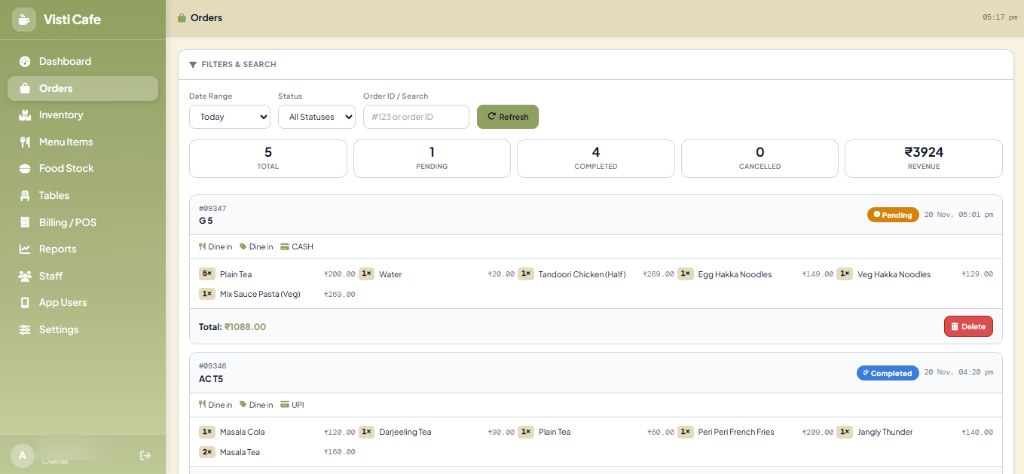 Visti Cafe
Orders
05:17 pm
Dashboard
Orders
Inventory
Menu Items
Food Stock
Tables
Billing / POS
Reports
Staff
App Users
Settings
A
Owner
FILTERS & SEARCH
Date Range Status Order ID / Search
Today All Statuses #123 or order ID Refresh
5 1 4 0 ₹3924
TOTAL PENDING COMPLETED CANCELLED REVENUE
#09347
G 5
Pending 20 Nov, 05:01 pm
Dine in Dine in CASH
5× Plain Tea ₹200.00 1× Water ₹20.00 1× Tandoori Chicken (Half) ₹269.00 1× Egg Hakka Noodles ₹149.00 1× Veg Hakka Noodles ₹129.00
1× Mix Sauce Pasta (Veg) ₹269.00
Total: ₹1088.00 Delete
#09346
AC T5
Completed 20 Nov, 04:20 pm
Dine in Dine in UPI
1× Masala Cola ₹120.00 1× Darjeeling Tea ₹90.00 1× Plain Tea ₹60.00 1× Peri Peri French Fries ₹209.00 1× Jangly Thunder ₹140.00
2× Masala Tea ₹160.00